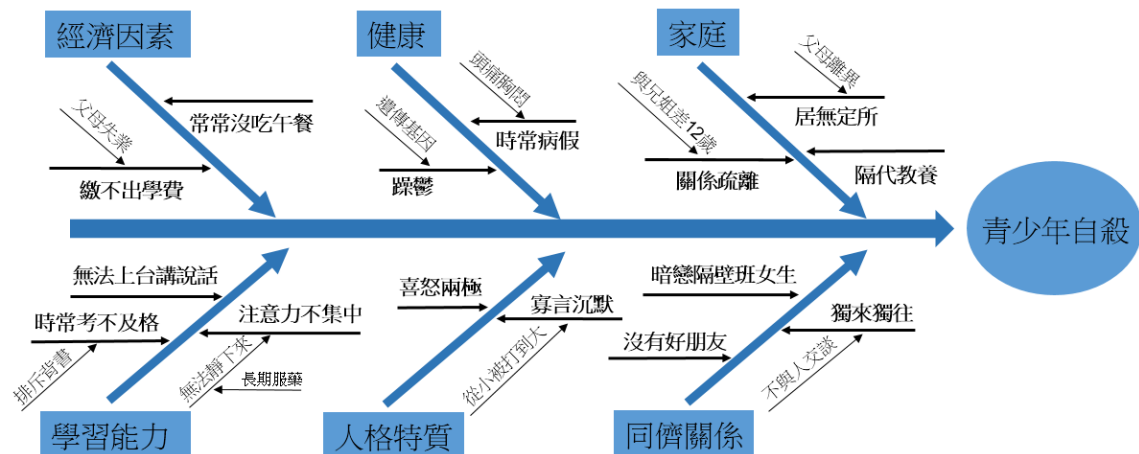 經濟因素
父母失業
常常沒吃午餐
繳不出學費
健康
頭痛胸悶
遺傳基因
時常病假
躁鬱
家庭
父母離異
與兄姐差12歲
居無定所
關係疏離
隔代教養
青少年自殺
無法上台講說話
時常考不及格
注意力不集中
排斥背書
無法靜下來
長期服藥
學習能力
喜怒兩極
寡言沉默
從小被打到大
人格特質
暗戀隔壁班女生
獨來獨往
沒有好朋友
不與人交談
同儕關係